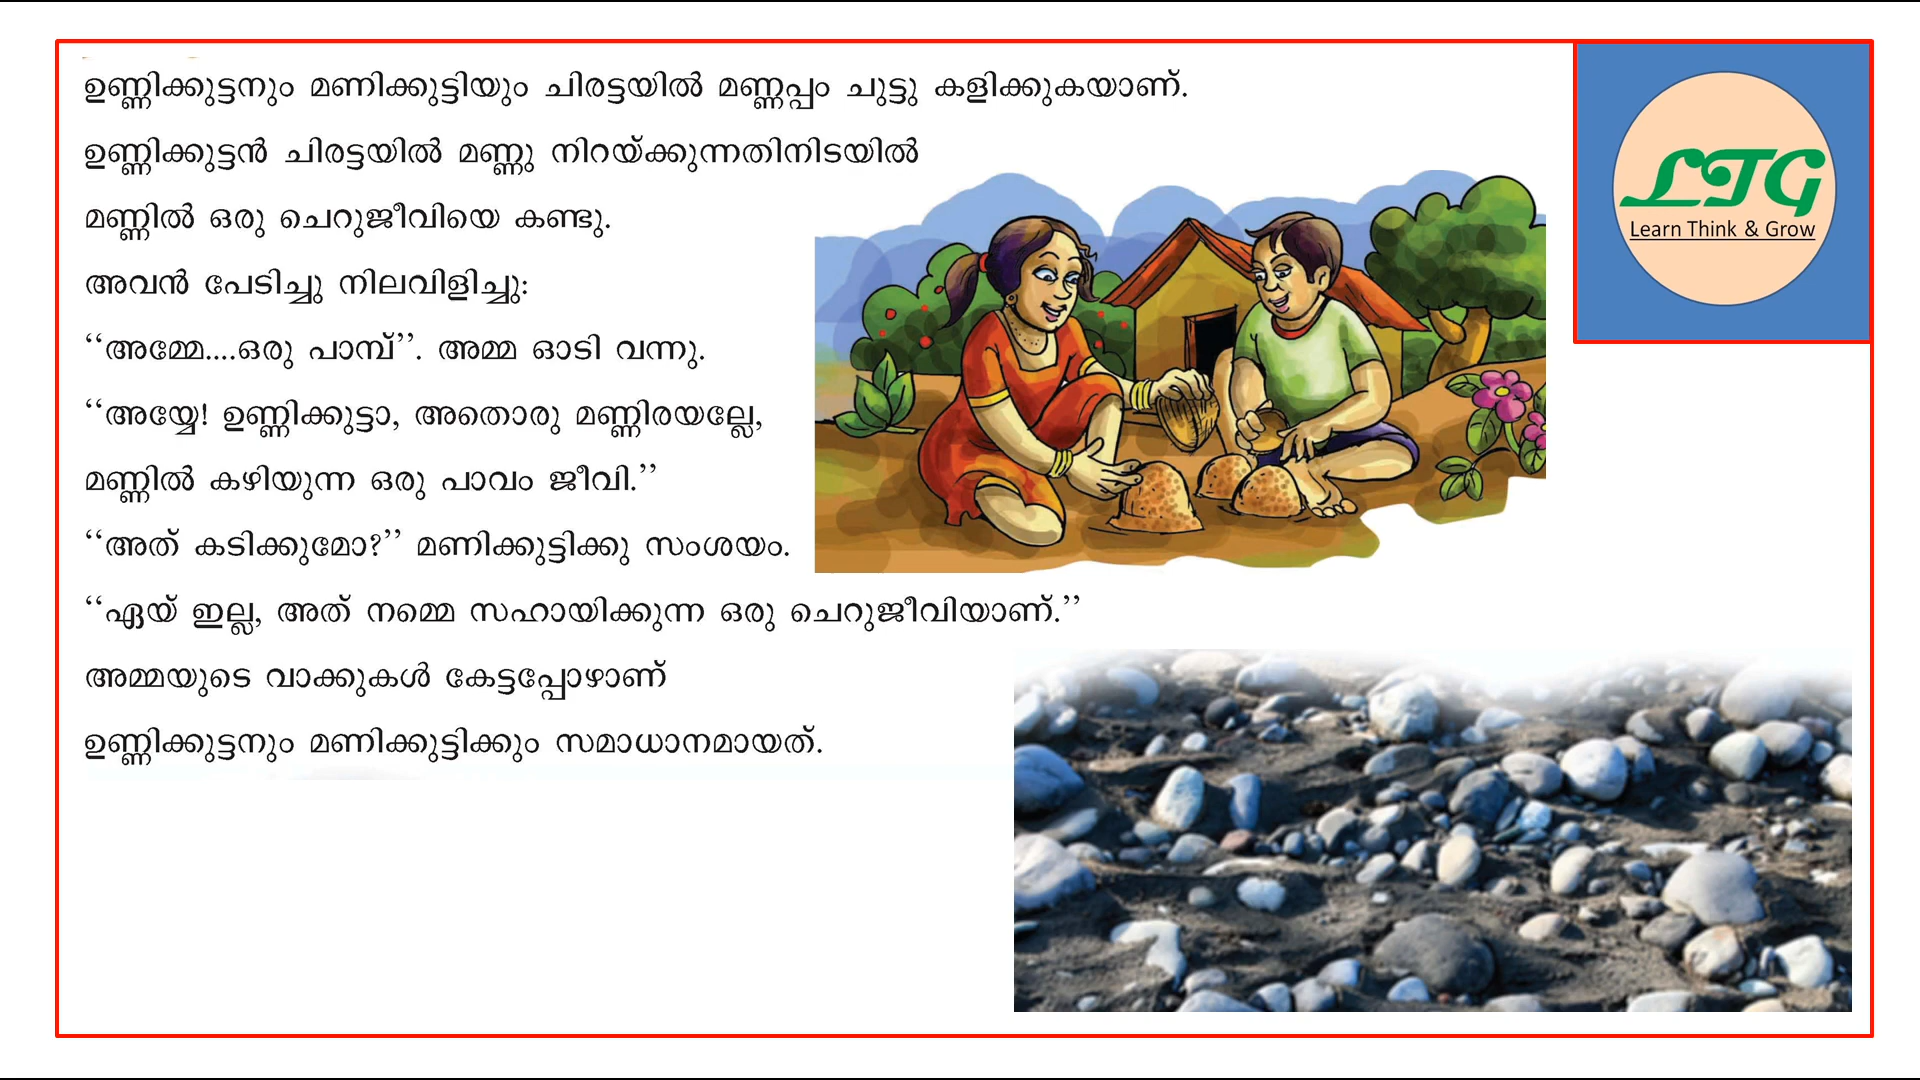 ഉണ്ണിക്കുട്ടനും മണിക്കുട്ടിയും ചിരട്ടയിൽ മണ്ണപ്പം ചുട്ടു കളിക്കുകയാണ്.
ഉണ്ണിക്കുട്ടൻ ചിരട്ടയിൽ മണ്ണു നിറയ്ക്കുന്നതിനിടയിൽ
മണ്ണിൽ ഒരു ചെറുജീവിയെ കണ്ടു.
അവൻ പേടിച്ചു നിലവിളിച്ചു:
‘‘അമ്മേ....ഒരു പാമ്പ്’’. അമ്മ ഓടി വന്നു.
‘‘അയ്യേ! ഉണ്ണിക്കുട്ടാ, അതൊരു മണ്ണിരയല്ലേ,
മണ്ണിൽ കഴിയുന്ന ഒരു പാവം ജീവി.’’
‘‘അത് കടിക്കുമോ?’’ മണിക്കുട്ടിക്കു സംശയം.
‘‘ഏയ് ഇല്ല, അത് നമ്മെ സഹായിക്കുന്ന ഒരു ചെറുജീവിയാണ്.’’
അമ്മയുടെ വാക്കുകൾ കേട്ടപ്പോഴാണ്
ഉണ്ണിക്കുട്ടനും മണിക്കുട്ടിക്കും സമാധാനമായത്.
LTG
Learn Think & Grow